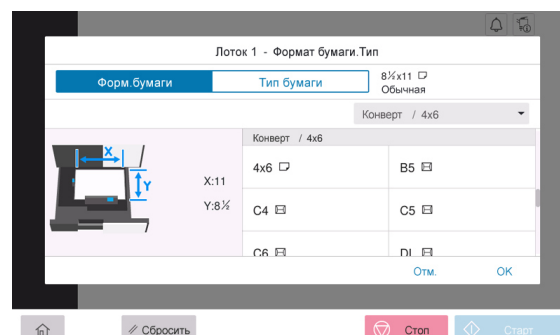 Лоток 1 - Формат бумаги.Тип
Форм.бумаги
Тип бумаги
8½x11
Обычная
Конверт / 4x6
Конверт / 4x6
X
Y
X:11
Y:8½
4x6
B5
C4
C5
C6
DL
Отм.
OK
Сбросить
Стоп
Старт